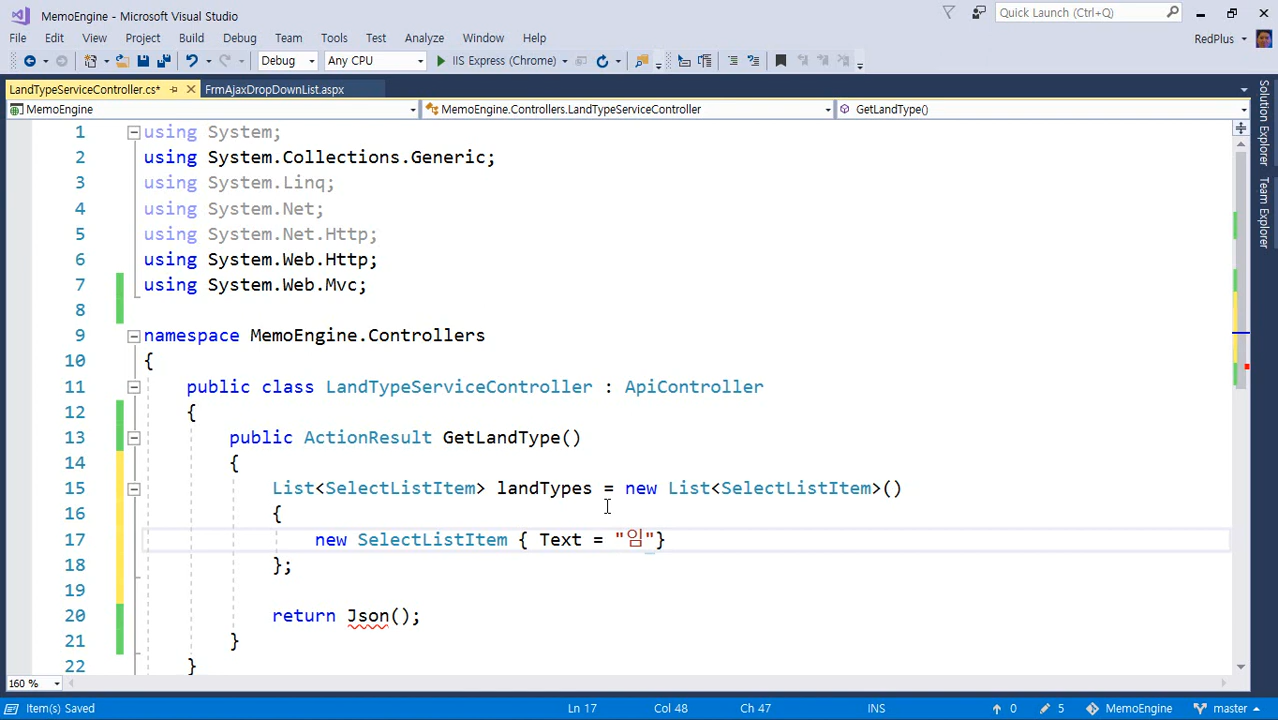 MemoEngine - Microsoft Visual Studio
Quick Launch (Ctrl+Q)
File Edit View Project Build Debug Team Tools Test Analyze Window Help
RedPlus
Debug Any CPU IIS Express (Chrome)
LandTypeServiceController.cs* FrmAjaxDropDownList.aspx
MemoEngine MemoEngine.Controllers.LandTypeServiceController GetLandType()
Solution Explorer
Team Explorer
1 using System;
2 using System.Collections.Generic;
3 using System.Linq;
4 using System.Net;
5 using System.Net.Http;
6 using System.Web.Http;
7 using System.Web.Mvc;
8
9 namespace MemoEngine.Controllers
10 {
11 public class LandTypeServiceController : ApiController
12 {
13 public ActionResult GetLandType()
14 {
15 List<SelectListItem> landTypes = new List<SelectListItem>()
16 {
17 new SelectListItem { Text = "임"}
18 };
19
20 return Json();
21 }
22 }
160 %
Item(s) Saved Ln 17 Col 48 Ch 47 INS 0 5 MemoEngine master